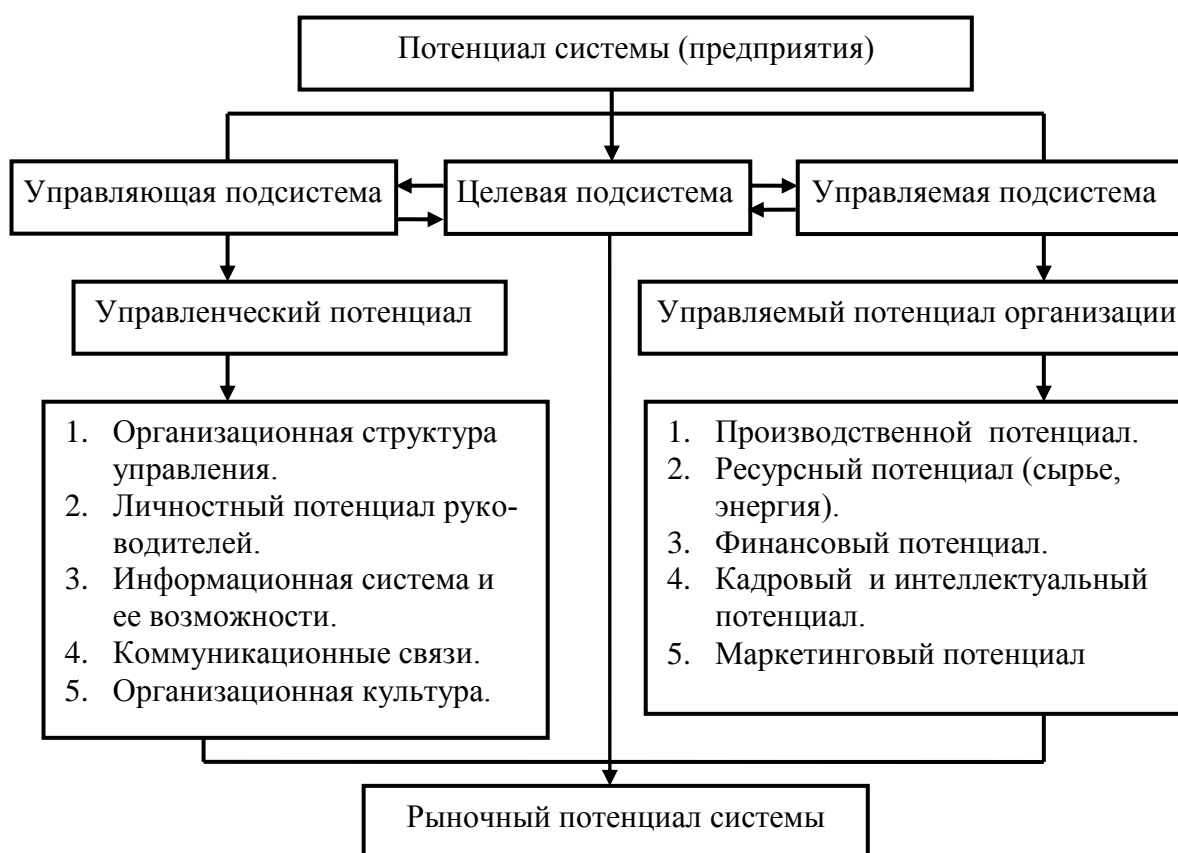 Потенциал системы (предприятия)
Управляющая подсистема
Целевая подсистема
Управляемая подсистема
Управленческий потенциал
Управляемый потенциал организации
1. Организационная структура
управления.
2. Личностный потенциал руко-
водителей.
3. Информационная система и
ее возможности.
4. Коммуникационные связи.
5. Организационная культура.
1. Производственной потенциал.
2. Ресурсный потенциал (сырье,
энергия).
3. Финансовый потенциал.
4. Кадровый и интеллектуальный
потенциал.
5. Маркетинговый потенциал
Рыночный потенциал системы